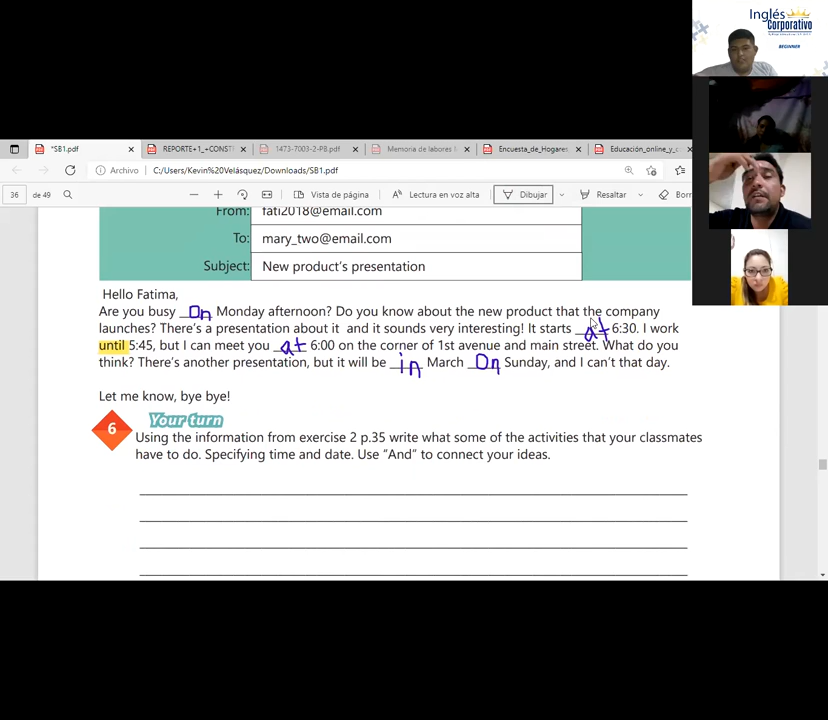 Inglés
Corporativo
BEGINNER
*SB1.pdf
REPORTE+1_+CONST
1473-7003-2-PB.pdf
Memoria de labores
Encuesta_de_Hogares
Educación_online_y_c
Archivo C:/Users/Kevin%20Velásquez/Downloads/SB1.pdf
36 de 49 Vista de página Lectura en voz alta Dibujar Resaltar Borr
From: fati2018@email.com
To: mary_two@email.com
Subject: New product's presentation
Hello Fatima,
Are you busy on Monday afternoon? Do you know about the new product that the company
launches? There's a presentation about it and it sounds very interesting! It starts at 6:30. I work
until 5:45, but I can meet you at 6:00 on the corner of 1st avenue and main street. What do you
think? There's another presentation, but it will be in March On Sunday, and I can't that day.
Let me know, bye bye!
Your turn
6
Using the information from exercise 2 p.35 write what some of the activities that your classmates
have to do. Specifying time and date. Use “And” to connect your ideas.